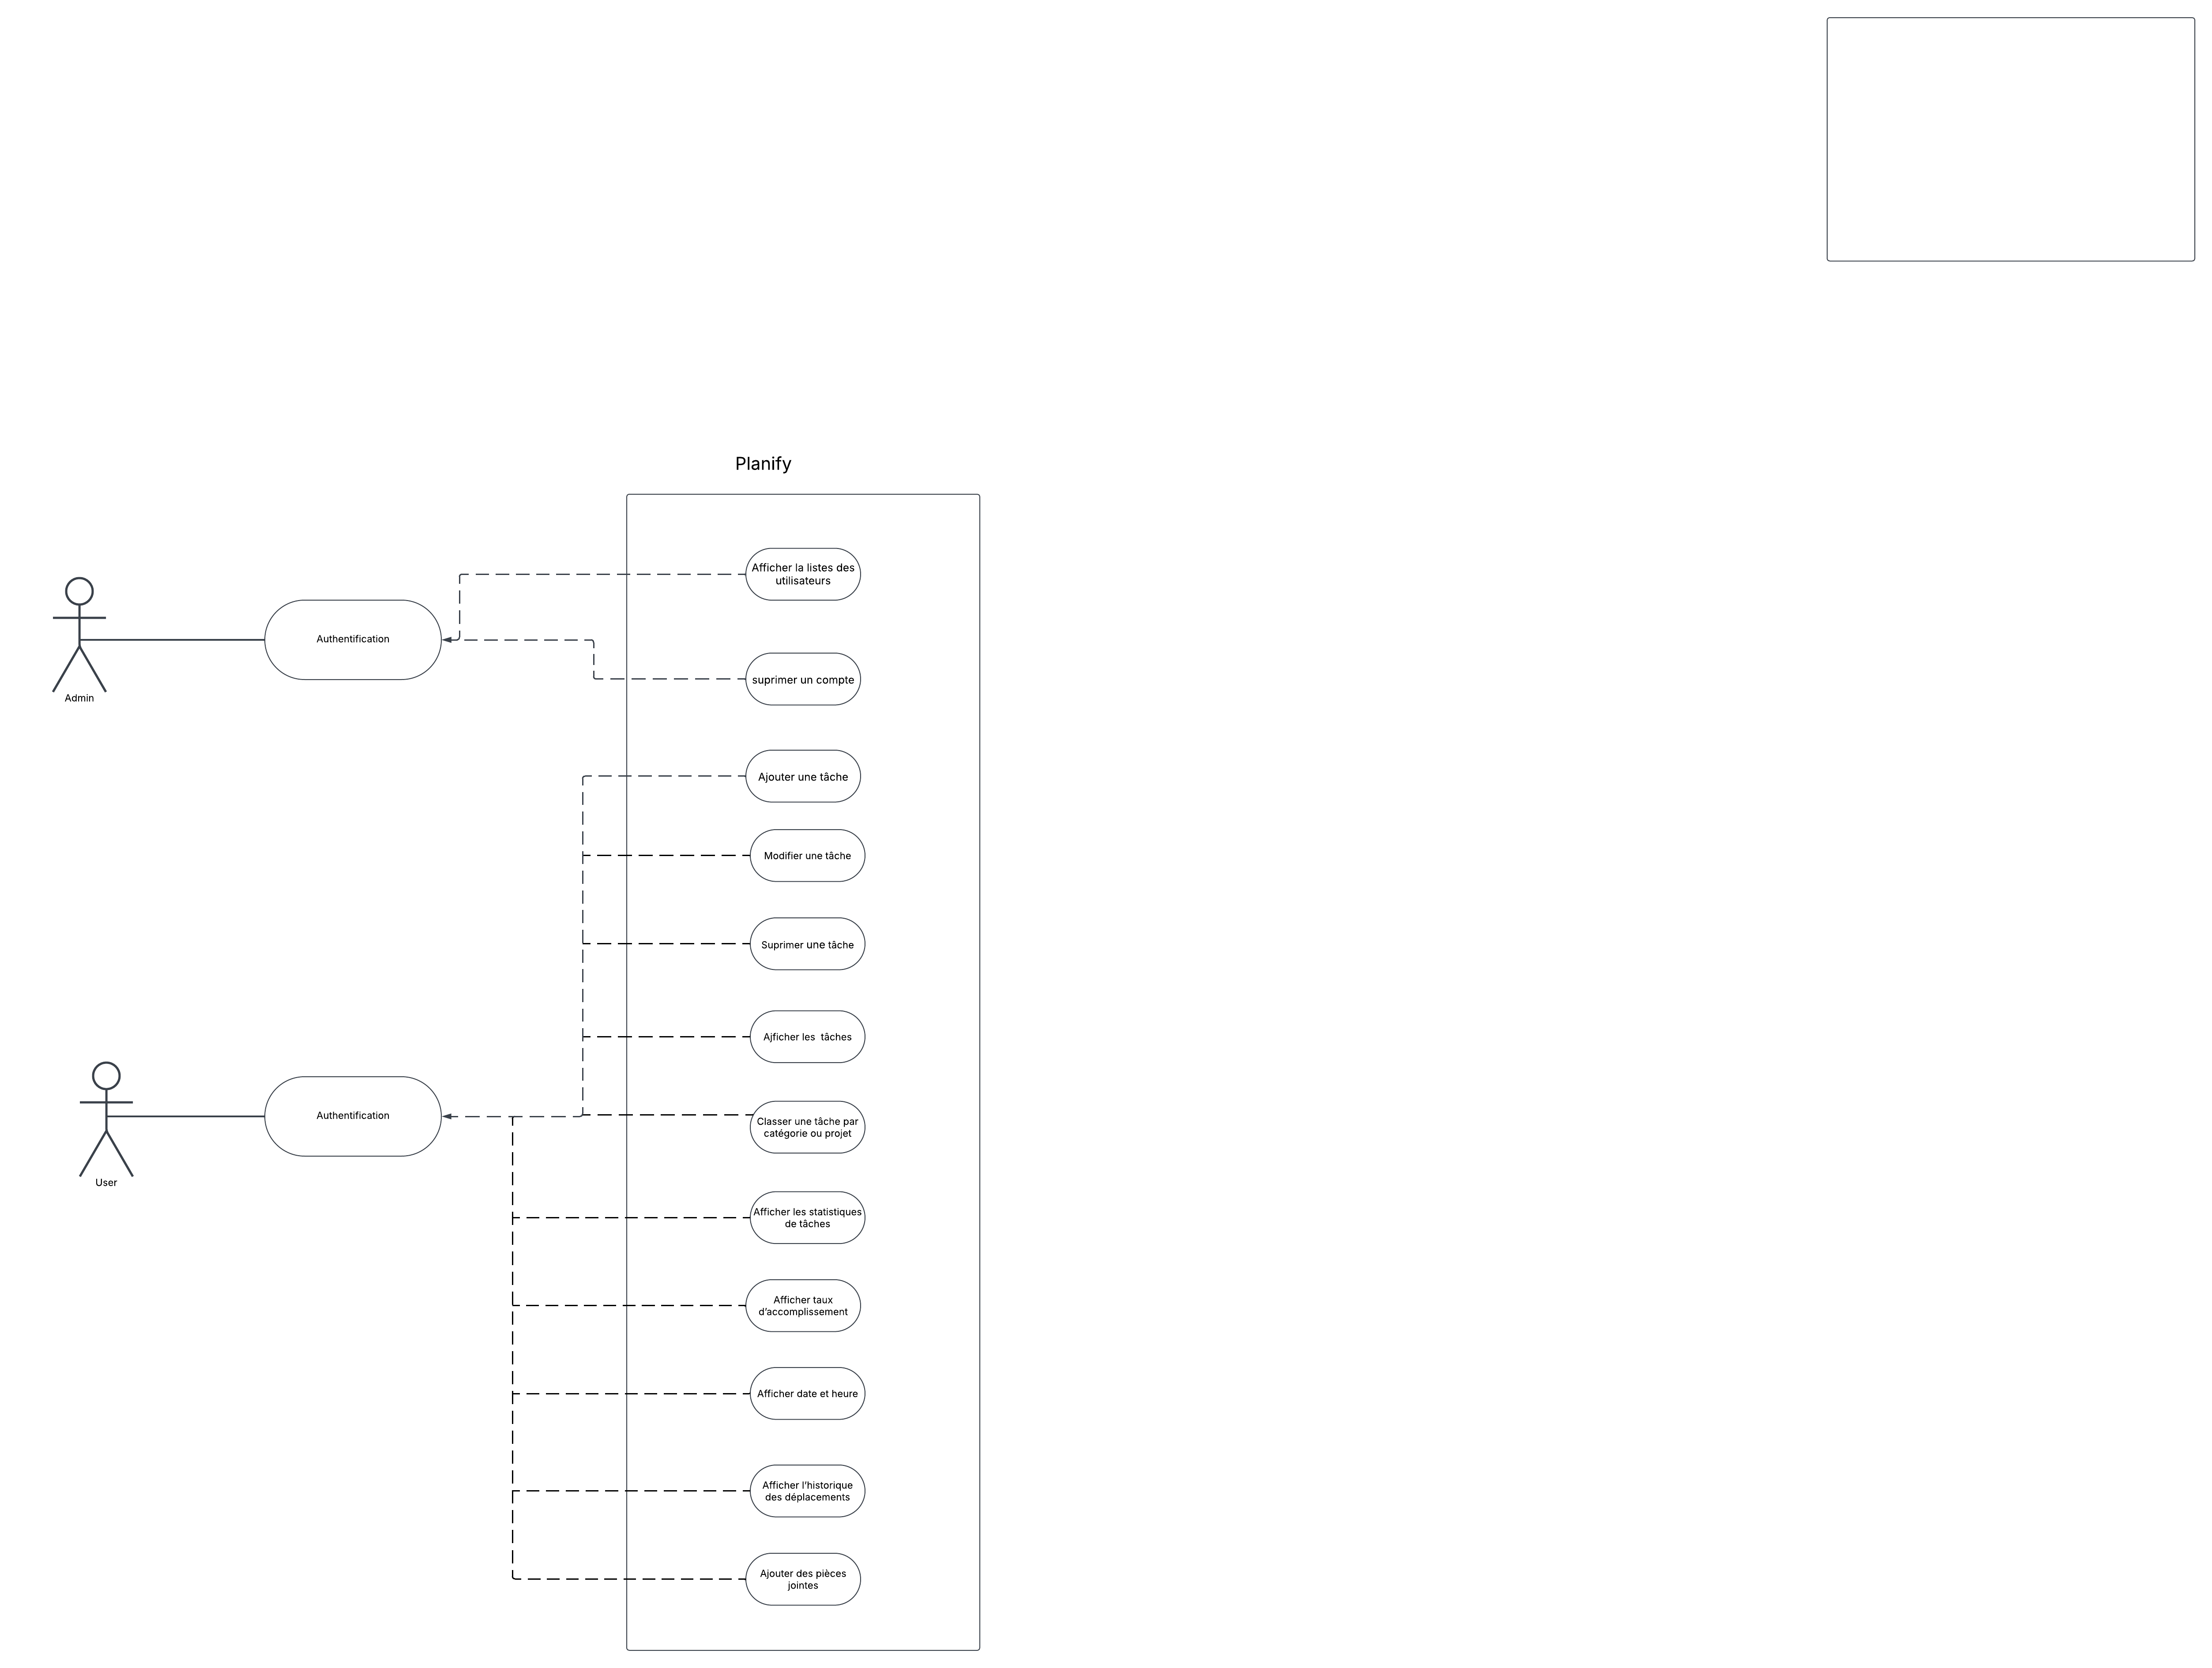 Planify
Afficher la listes des
utilisateurs
Authentification
suprimer un compte
Admin
Ajouter une tâche
Modifier une tâche
Suprimer une tâche
Ajficher les  tâches
Authentification
Classer une tâche par
catégorie ou projet
User
Afficher les statistiques
de tâches
Afficher taux
d’accomplissement
Afficher date et heure
Afficher l’historique
des déplacements
Ajouter des pièces
jointes